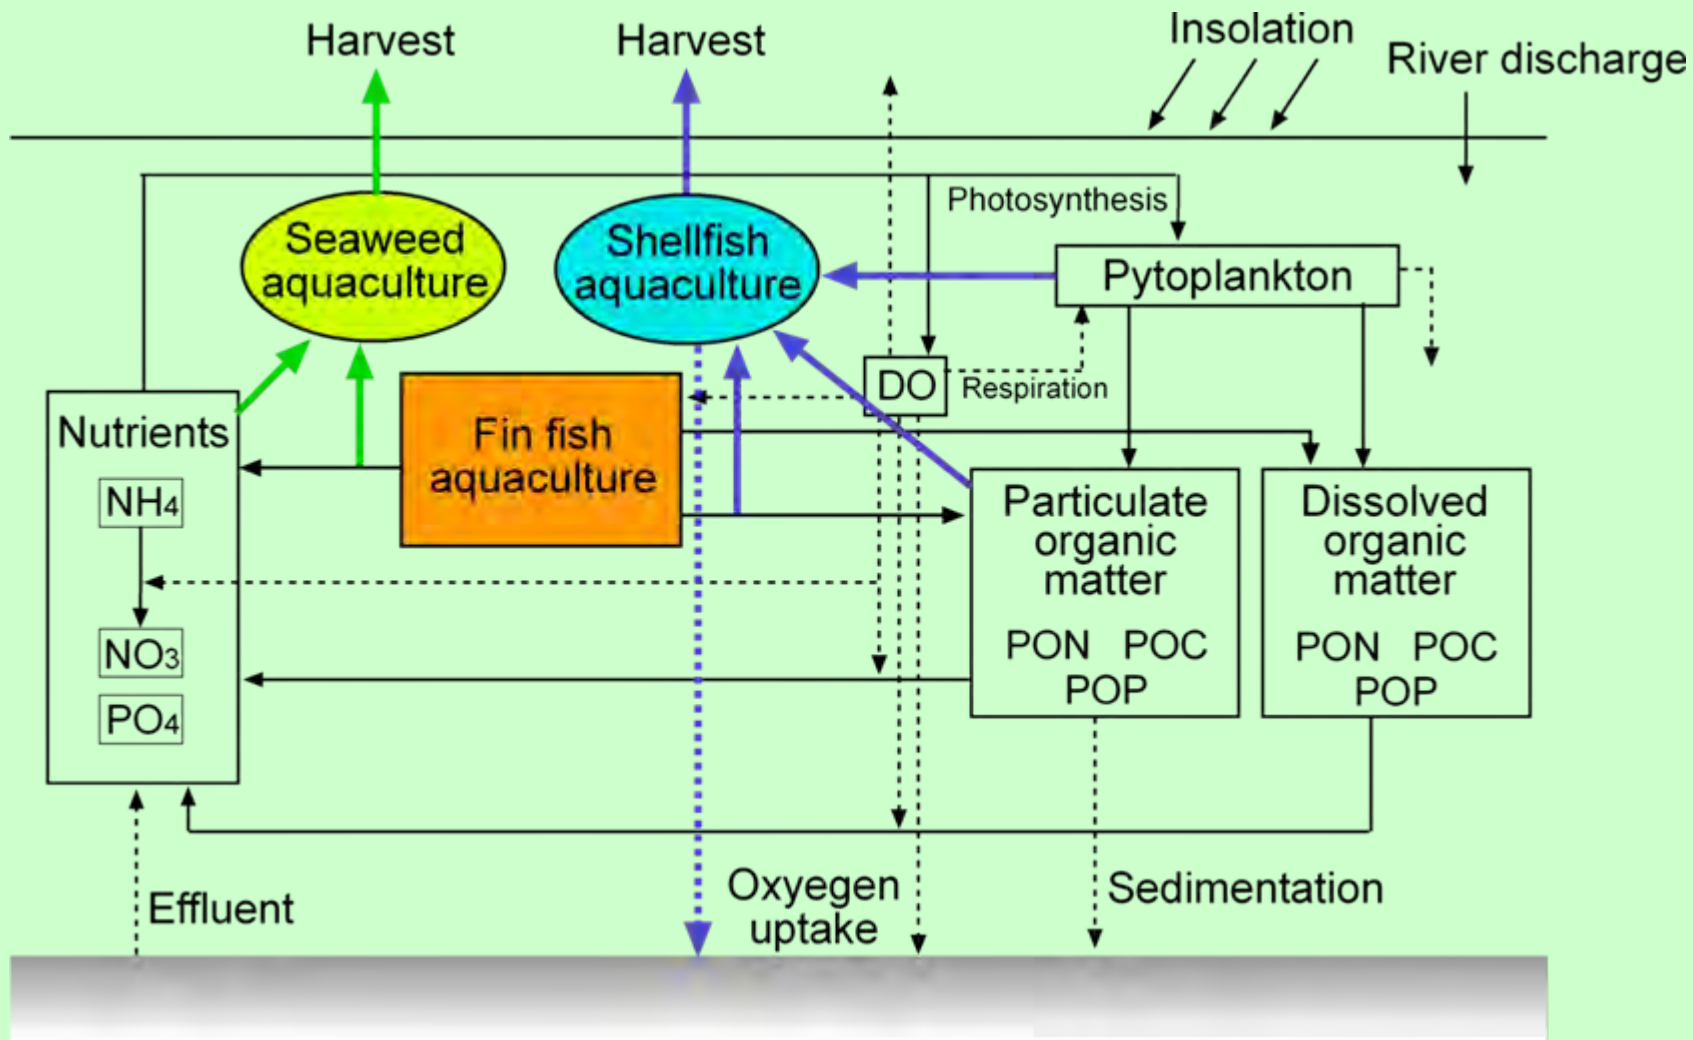 Harvest
Harvest
Insolation
River discharge
Photosynthesis
Seaweed
aquaculture
Shellfish
aquaculture
Pytoplankton
DO
Respiration
Nutrients
NH4
NO3
PO4
Fin fish
aquaculture
Particulate
organic
matter
PON POC
POP
Dissolved
organic
matter
PON POC
POP
Effluent
Oxyegen
uptake
Sedimentation